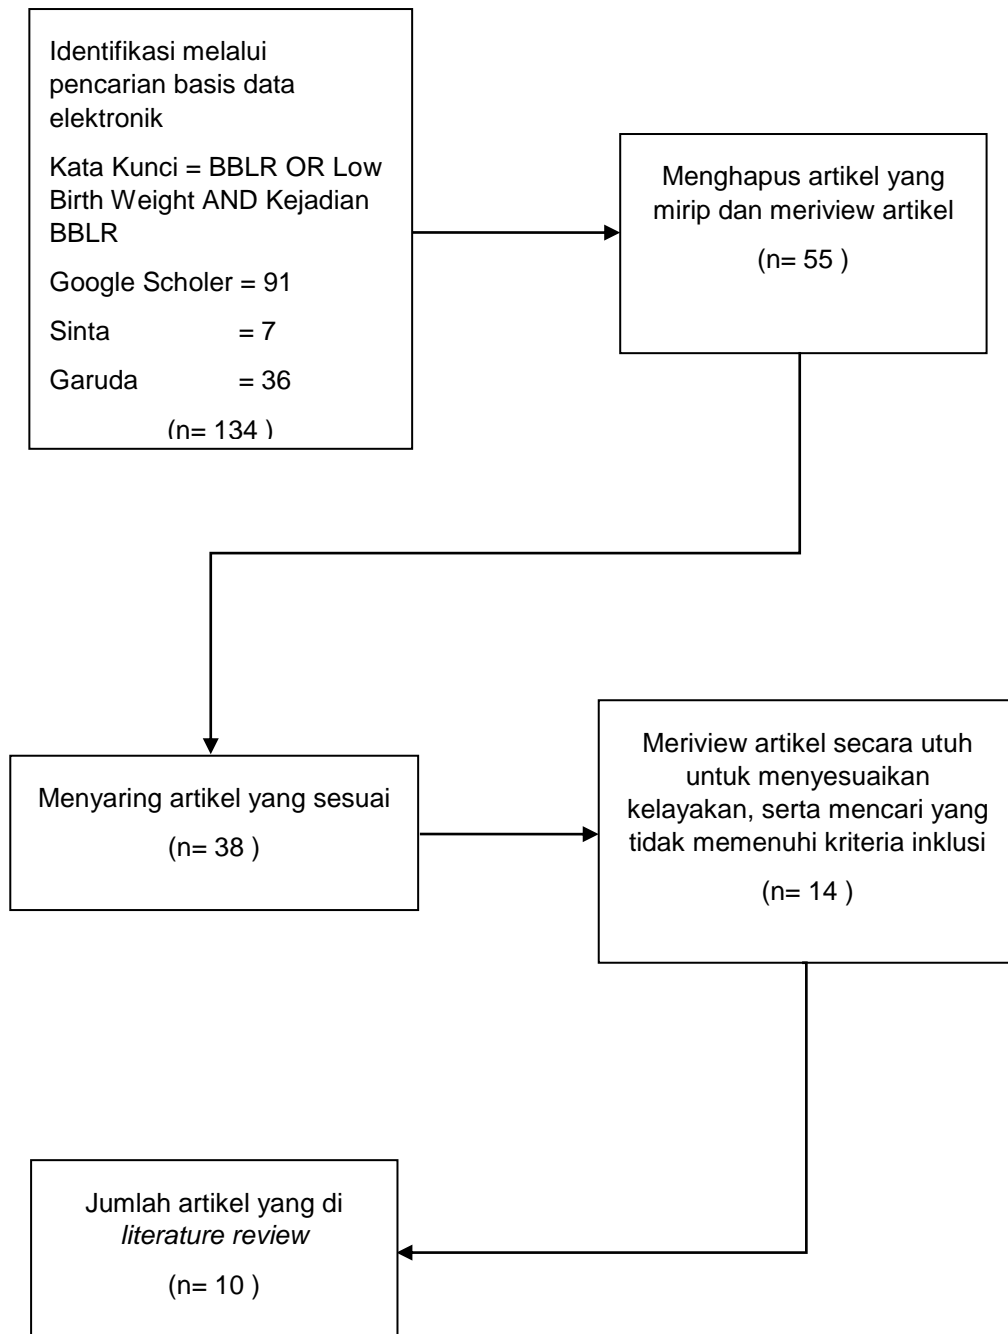 Identifikasi melalui
pencarian basis data
elektronik
Kata Kunci = BBLR OR Low
Birth Weight AND Kejadian
BBLR
Google Scholer = 91
Sinta = 7
Garuda = 36
(n= 134 )
Menghapus artikel yang
mirip dan meriview artikel
(n= 55 )
Menyaring artikel yang sesuai
(n= 38 )
Meriview artikel secara utuh
untuk menyesuaikan
kelayakan, serta mencari yang
tidak memenuhi kriteria inklusi
(n= 14 )
Jumlah artikel yang di
literature review
(n= 10 )